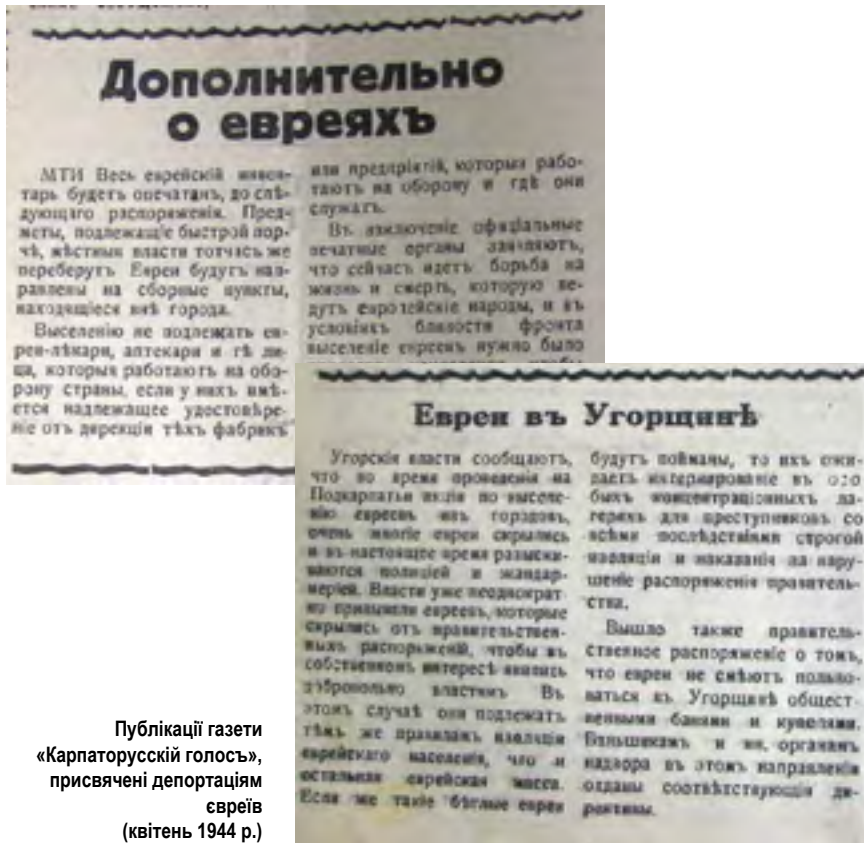 Дополнительно
о евреяхъ
МТИ Весь еврейскій инвен-
тарь будетъ опечатанъ, до слѣ-
дующаго распоряженія. Пред-
меты, подлежащіе быстрой пор-
чѣ, мѣстныя власти тотчасъ же
переберутъ Евреи будутъ нап-
равлены на сборные пункты,
находящіеся внѣ города.
Выселенію не подлежатъ ев-
реи-лѣкари, аптекари и тѣ ли-
ца, которыя работаютъ на обо-
рону страны, если у нихъ имѣ-
ется надлежащее удостовѣре-
ніе отъ дирекціи тѣхъ фабрикъ
или предпріятій, которыя рабо-
таютъ на оборону и гдѣ они
служатъ.
Въ заключеніе офиціальные
печатные органы заявляютъ,
что сейчасъ идетъ борьба на
жизнь и смерть, которую ве-
дутъ европейскіе народы, и въ
условіяхъ близости фронта
выселеніе евреевъ нужно было
Евреи въ Угорщинѣ
Угорскія власти сообщаютъ,
что во время проведенія на
Подкарпатьи акціи по выселе-
нію евреевъ изъ городовъ,
очень многіе евреи скрылись
и въ настоящее время разыски-
ваются полиціей и жандар-
меріей. Власти уже неоднократ
но призывали евреевъ, которые
скрылись отъ правительствен-
ныхъ распоряженій, чтобы въ
собственномъ интересѣ явились
добровольно властямъ Въ
этомъ случаѣ они подлежатъ
тѣмъ же правиламъ изоляціи
еврейскаго населенія, что и
остальная еврейская масса.
Если же такіе бѣглые евреи
будутъ пойманы, то ихъ ожи-
даетъ интернированіе въ осо
быхъ концентраціонныхъ ла-
геряхъ для преступниковъ со
всѣми послѣдствіями строгой
изоляціи и наказанія за нару-
шеніе распоряженія правитель-
ства.
Вышло также правитель-
ственное распоряженіе о томъ,
что евреи не смѣютъ пользо-
ваться въ Угорщинѣ общест-
венными банями и купелями.
и ин. органамъ
надзора въ этомъ направленіи
отданы соотвѣтствующія ди-
рективы.
Публікації газети
«Карпаторусскій голосъ»,
присвячені депортаціям
євреїв
(квітень 1944 р.)